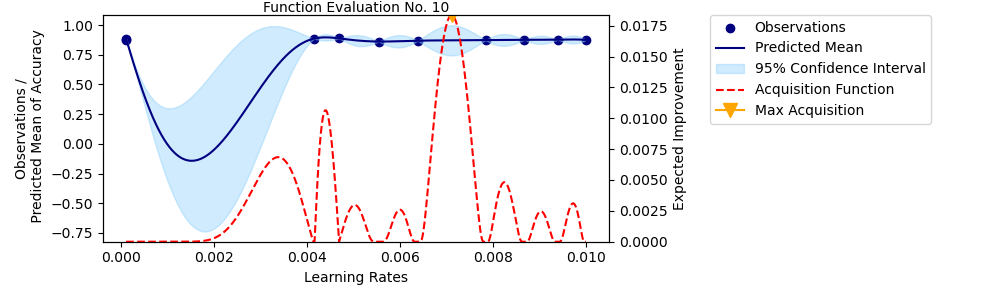 Function Evaluation No. 10
Observations /
Predicted Mean of Accuracy
1.00
0.75
0.50
0.25
0.00
−0.25
−0.50
−0.75
0.000 0.002 0.004 0.006 0.008 0.010
Learning Rates
0.0175
0.0150
0.0125
0.0100
0.0075
0.0050
0.0025
0.0000
Expected Improvement
Observations
Predicted Mean
95% Confidence Interval
Acquisition Function
Max Acquisition